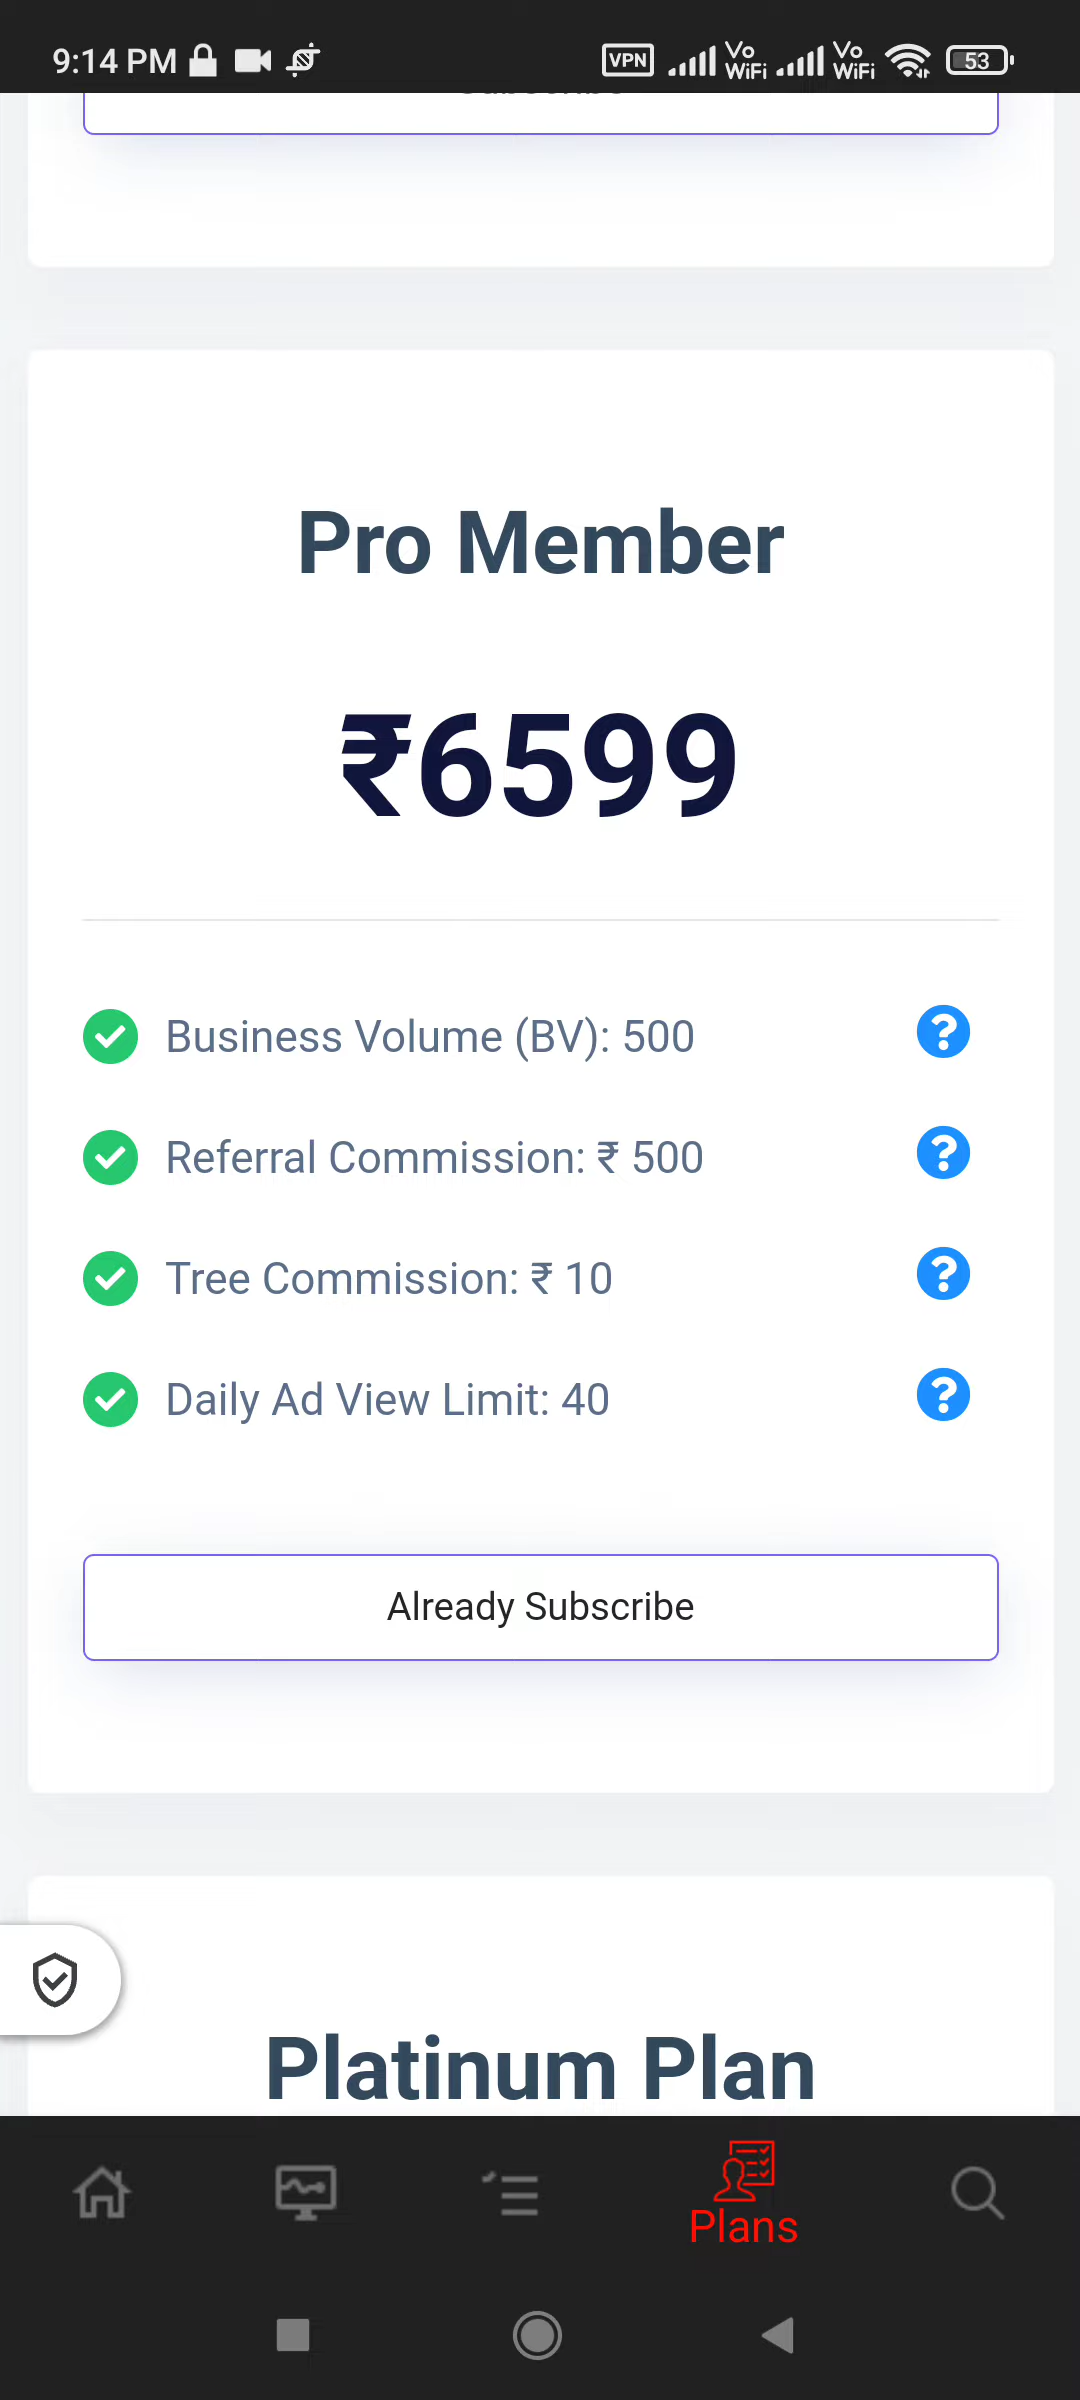 9:14 PM
VPN
Vo WiFi
Vo WiFi
53
Pro Member
₹6599
Business Volume (BV): 500
Referral Commission: ₹ 500
Tree Commission: ₹ 10
Daily Ad View Limit: 40
Already Subscribe
Platinum Plan
Plans